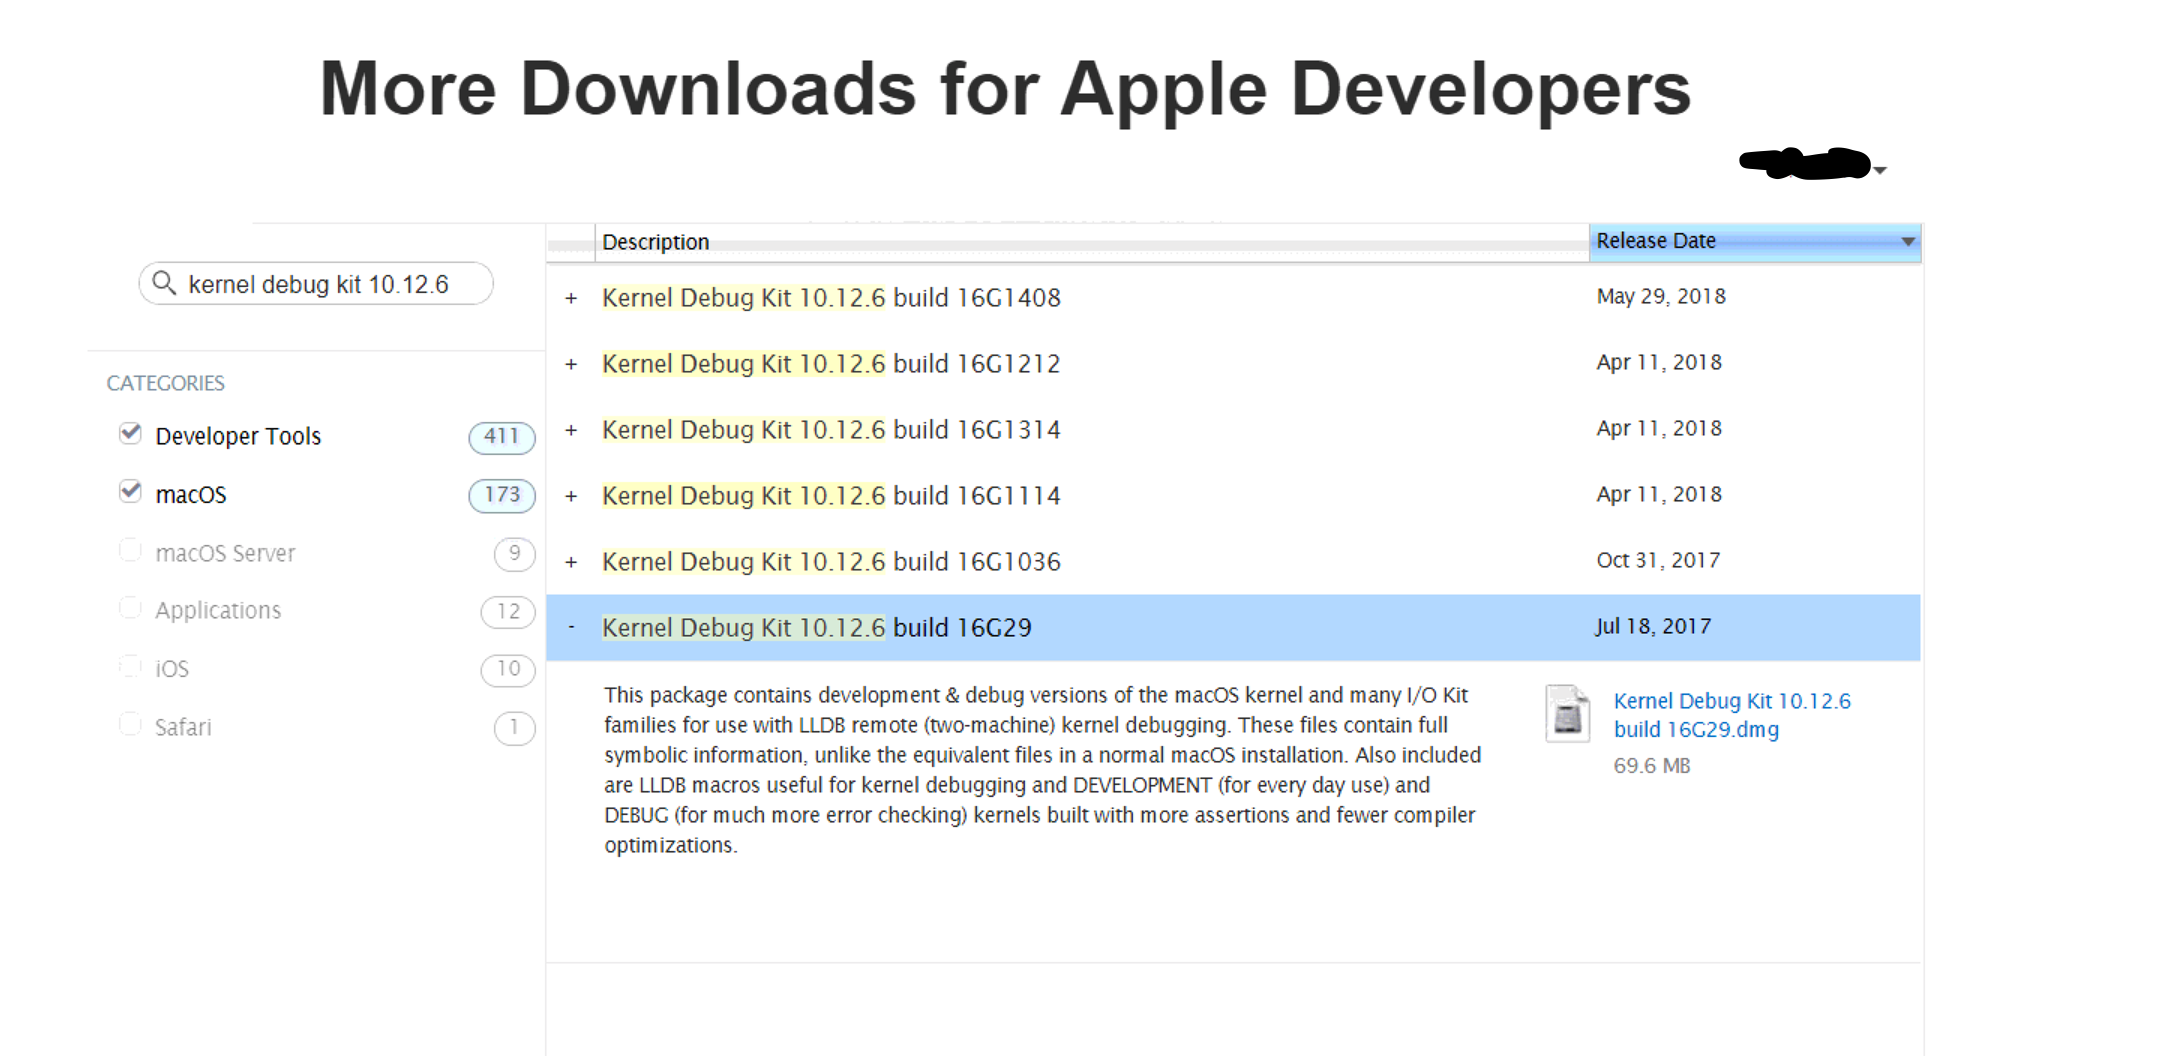 More Downloads for Apple Developers
Description Release Date
kernel debug kit 10.12.6
CATEGORIES
Developer Tools 411
macOS 173
macOS Server 9
Applications 12
iOS 10
Safari 1
+ Kernel Debug Kit 10.12.6 build 16G1408 May 29, 2018
+ Kernel Debug Kit 10.12.6 build 16G1212 Apr 11, 2018
+ Kernel Debug Kit 10.12.6 build 16G1314 Apr 11, 2018
+ Kernel Debug Kit 10.12.6 build 16G1114 Apr 11, 2018
+ Kernel Debug Kit 10.12.6 build 16G1036 Oct 31, 2017
- Kernel Debug Kit 10.12.6 build 16G29 Jul 18, 2017
This package contains development & debug versions of the macOS kernel and many I/O Kit
families for use with LLDB remote (two-machine) kernel debugging. These files contain full
symbolic information, unlike the equivalent files in a normal macOS installation. Also included
are LLDB macros useful for kernel debugging and DEVELOPMENT (for every day use) and
DEBUG (for much more error checking) kernels built with more assertions and fewer compiler
optimizations.
Kernel Debug Kit 10.12.6
build 16G29.dmg
69.6 MB